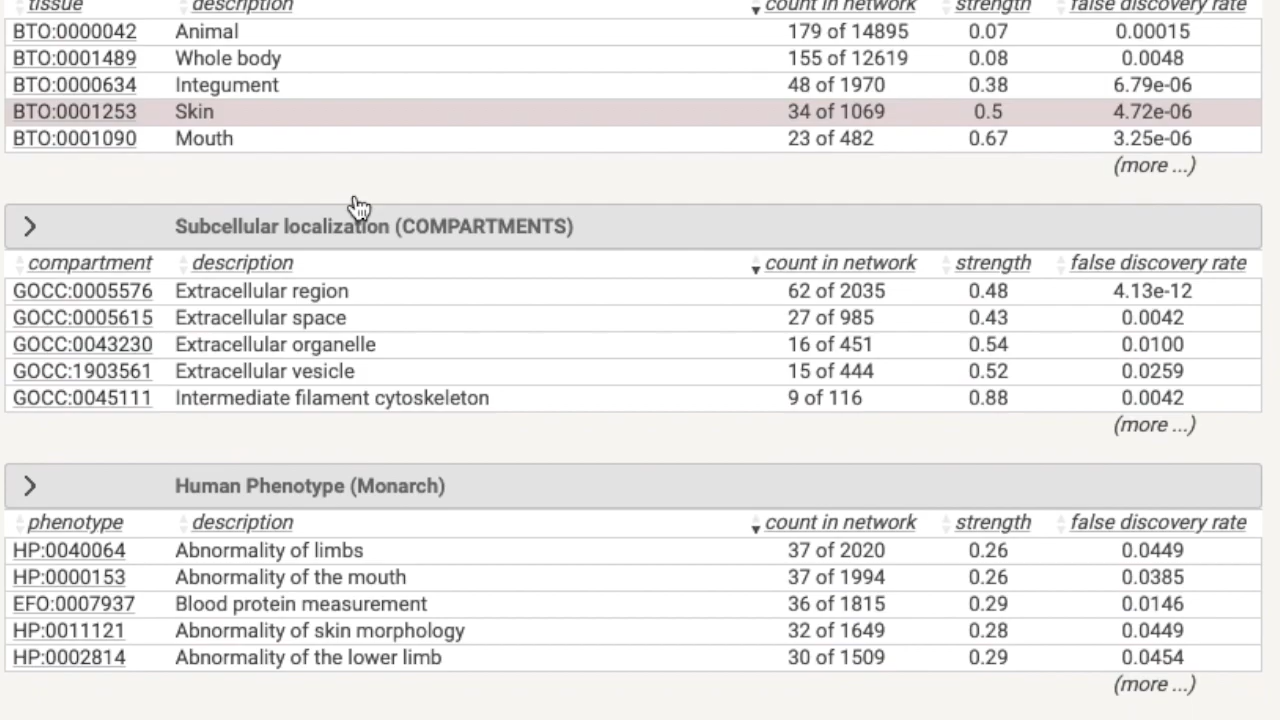 tissue description count in network strength false discovery rate
BTO:0000042 Animal 179 of 14895 0.07 0.00015
BTO:0001489 Whole body 155 of 12619 0.08 0.0048
BTO:0000634 Integument 48 of 1970 0.38 6.79e-06
BTO:0001253 Skin 34 of 1069 0.5 4.72e-06
BTO:0001090 Mouth 23 of 482 0.67 3.25e-06
(more ...)
Subcellular localization (COMPARTMENTS)
compartment description count in network strength false discovery rate
GOCC:0005576 Extracellular region 62 of 2035 0.48 4.13e-12
GOCC:0005615 Extracellular space 27 of 985 0.43 0.0042
GOCC:0043230 Extracellular organelle 16 of 451 0.54 0.0100
GOCC:1903561 Extracellular vesicle 15 of 444 0.52 0.0259
GOCC:0045111 Intermediate filament cytoskeleton 9 of 116 0.88 0.0042
(more ...)
Human Phenotype (Monarch)
phenotype description count in network strength false discovery rate
HP:0040064 Abnormality of limbs 37 of 2020 0.26 0.0449
HP:0000153 Abnormality of the mouth 37 of 1994 0.26 0.0385
EFO:0007937 Blood protein measurement 36 of 1815 0.29 0.0146
HP:0011121 Abnormality of skin morphology 32 of 1649 0.28 0.0449
HP:0002814 Abnormality of the lower limb 30 of 1509 0.29 0.0454
(more ...)